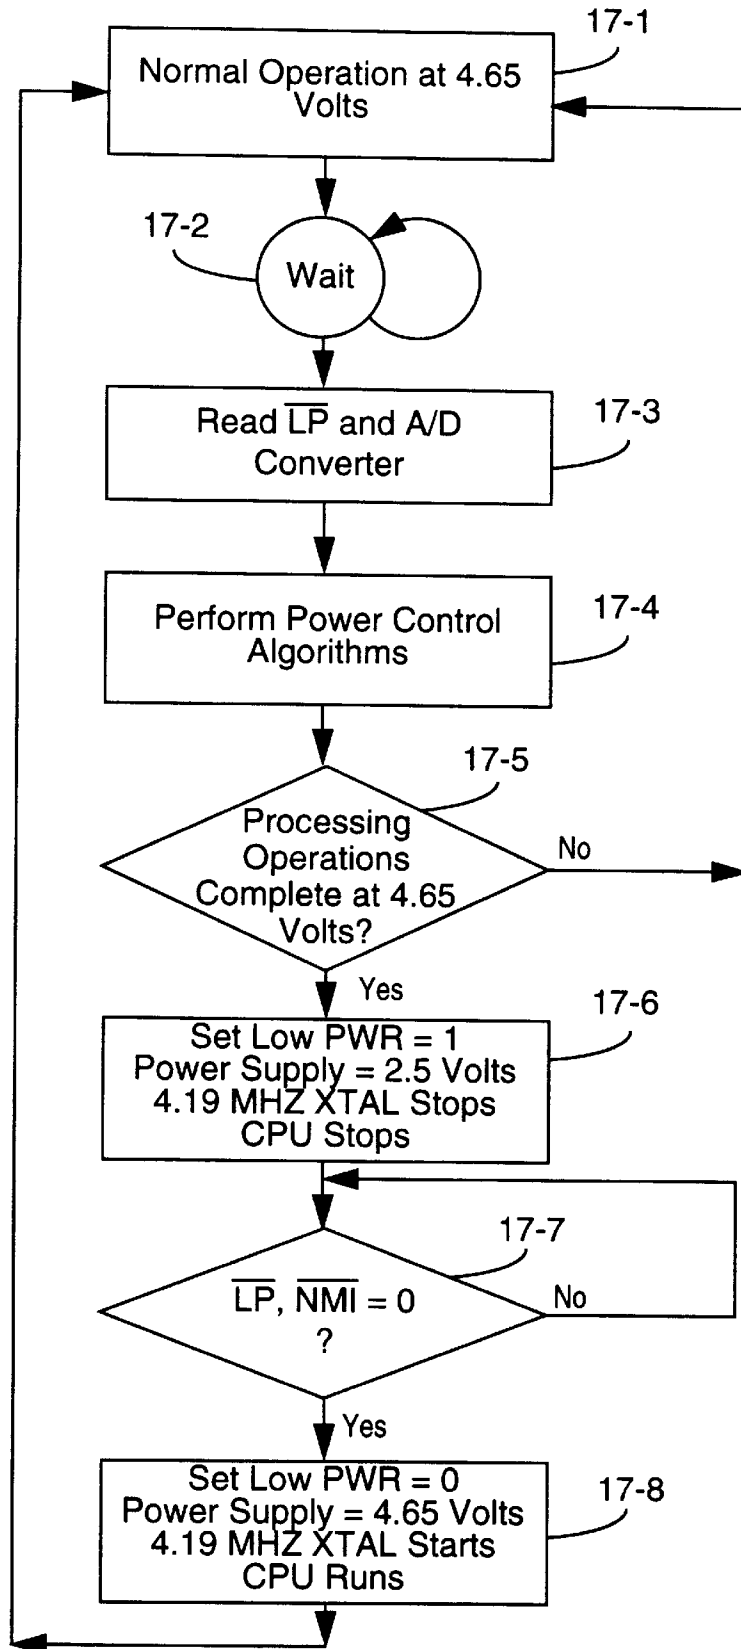 17-1
Normal Operation at 4.65
Volts
17-2
Wait
17-3
Read L̅P̅ and A/D
Converter
17-4
Perform Power Control
Algorithms
17-5
Processing
Operations
Complete at 4.65
Volts?
No
Yes
17-6
Set Low PWR = 1
Power Supply = 2.5 Volts
4.19 MHZ XTAL Stops
CPU Stops
17-7
L̅P̅, N̅M̅I̅ = 0
?
No
Yes
17-8
Set Low PWR = 0
Power Supply = 4.65 Volts
4.19 MHZ XTAL Starts
CPU Runs